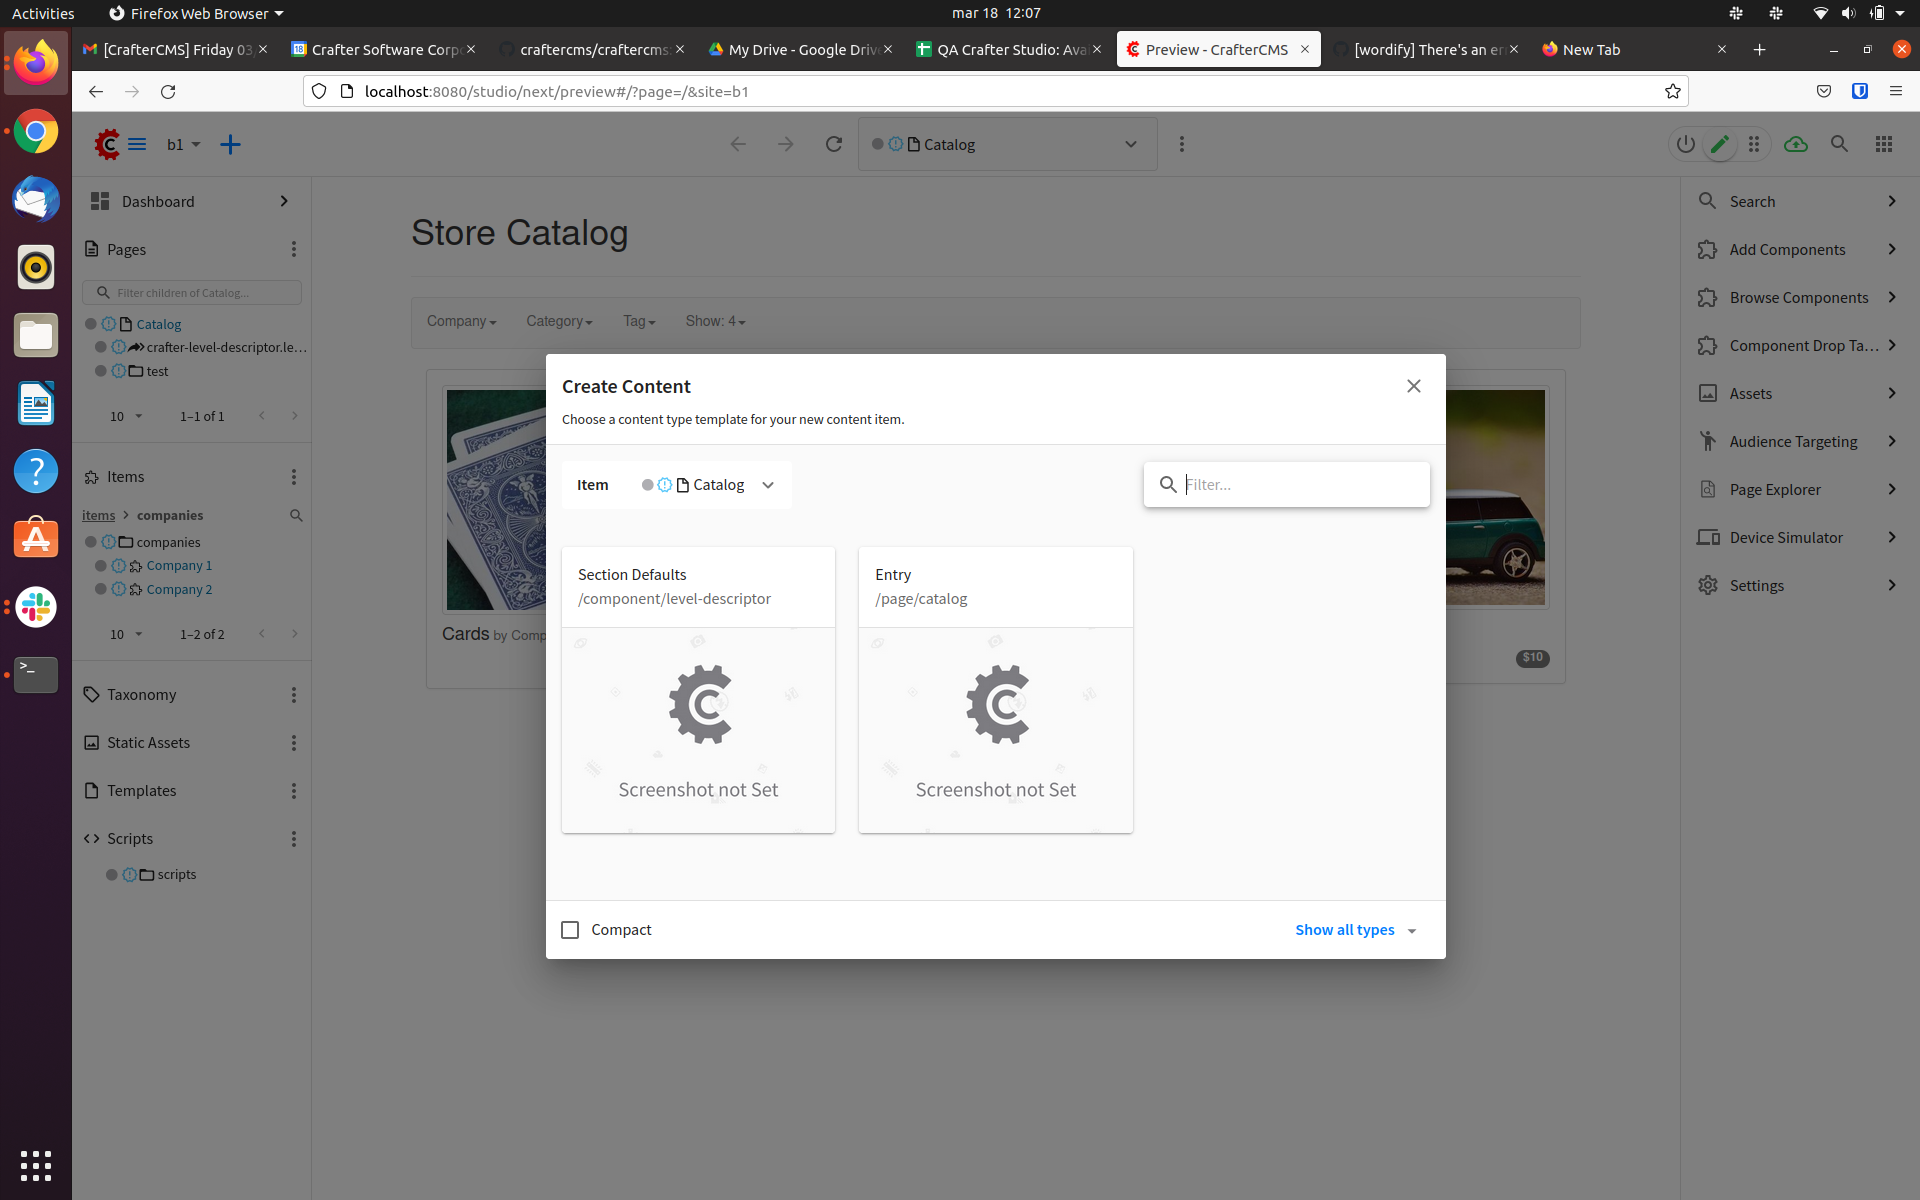 Activities
Firefox Web Browser
mar 18 12:07
[CrafterCMS] Friday 03
Crafter Software Corp
craftercms/craftercms
My Drive - Google Drive
QA Crafter Studio: Ava
Preview - CrafterCMS
[wordify] There's an er
New Tab
localhost:8080/studio/next/preview#/?page=/&site=b1
b1
Catalog
Dashboard
Pages
Filter children of Catalog...
Catalog
crafter-level-descriptor.le...
test
10
1–1 of 1
Items
items > companies
companies
Company 1
Company 2
10
1–2 of 2
Taxonomy
Static Assets
Templates
Scripts
scripts
Store Catalog
Company
Category
Tag
Show: 4
Cards by Comp
$10
Create Content
Choose a content type template for your new content item.
Item
Catalog
Filter...
Section Defaults
/component/level-descriptor
Screenshot not Set
Entry
/page/catalog
Screenshot not Set
Compact
Show all types
Search
Add Components
Browse Components
Component Drop Ta...
Assets
Audience Targeting
Page Explorer
Device Simulator
Settings